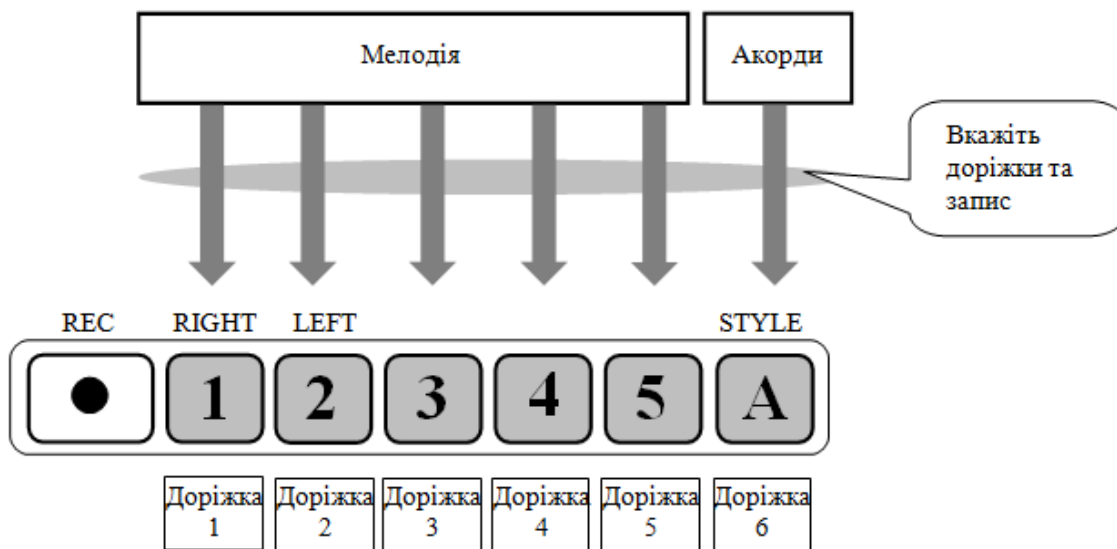 Мелодія
Акорди
Вкажіть
доріжки та
запис
REC
RIGHT
LEFT
STYLE
1
2
3
4
5
A
Доріжка
1
Доріжка
2
Доріжка
3
Доріжка
4
Доріжка
5
Доріжка
6